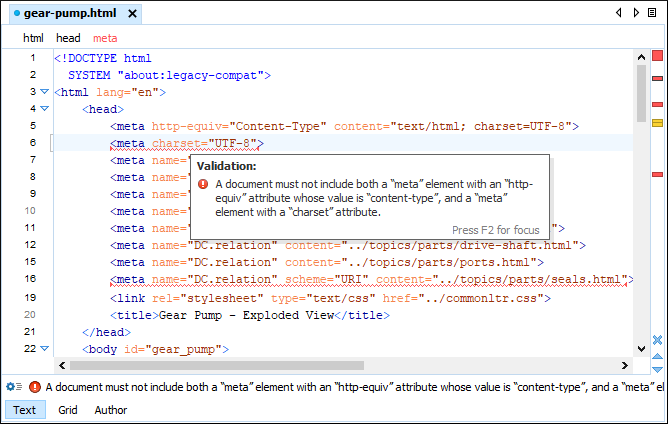 gear-pump.html
html head meta
1 <!DOCTYPE html
2 SYSTEM "about:legacy-compat">
3 <html lang="en">
4 <head>
5 <meta http-equiv="Content-Type" content="text/html; charset=UTF-8">
6 <meta charset="UTF-8">
7 <meta name="
Validation:
8 <meta name="
A document must not include both a “meta” element with an “http-
9 <meta name="
equiv” attribute whose value is “content-type”, and a “meta”
10 <meta name="
element with a “charset” attribute.
11 <meta name=" ">
Press F2 for focus
12 <meta name="DC.relation" content="../topics/parts/drive-shaft.html">
15 <meta name="DC.relation" content="../topics/parts/ports.html">
16 <meta name="DC.relation" scheme="URI" content="../topics/parts/seals.html">
19 <link rel="stylesheet" type="text/css" href="../commonltr.css">
20 <title>Gear Pump - Exploded View</title>
21 </head>
22 <body id="gear_pump">
A document must not include both a “meta” element with an “http-equiv” attribute whose value is “content-type”, and a “meta” el
Text Grid Author